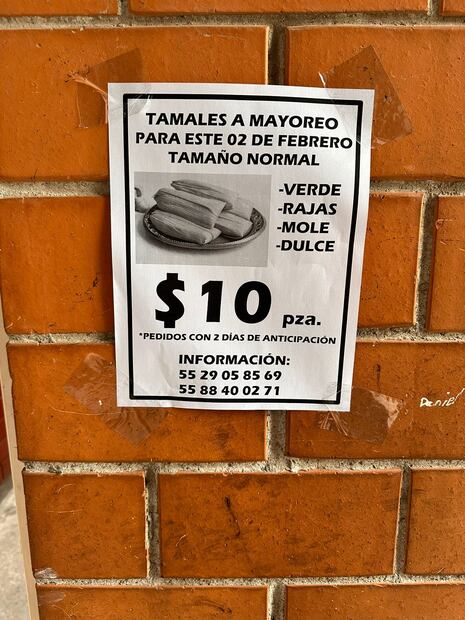 TAMALES A MAYOREO
PARA ESTE 02 DE FEBRERO
TAMAÑO NORMAL
-VERDE
-RAJAS
-MOLE
-DULCE
$10 pza.
*PEDIDOS CON 2 DÍAS DE ANTICIPACIÓN
INFORMACIÓN:
55 29 05 85 69
55 88 40 02 71